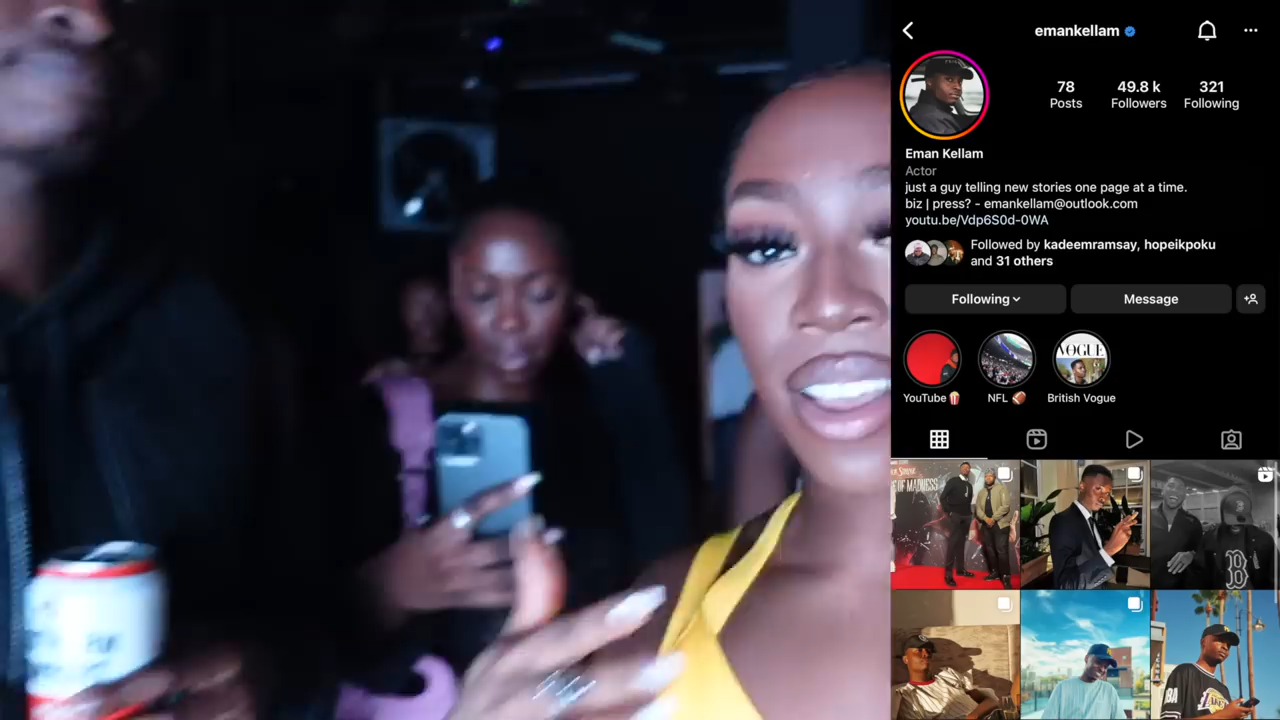 emankellam
78
49.8 k
321
Posts
Followers
Following
Eman Kellam
Actor
just a guy telling new stories one page at a time.
biz | press? - emankellam@outlook.com
youtu.be/Vdp6S0d-0WA
Followed by kadeemramsay, hopeikpoku
and 31 others
Following
Message
VOGUE
YouTube🍿
NFL 🏈
British Vogue
OF MADNESS
B